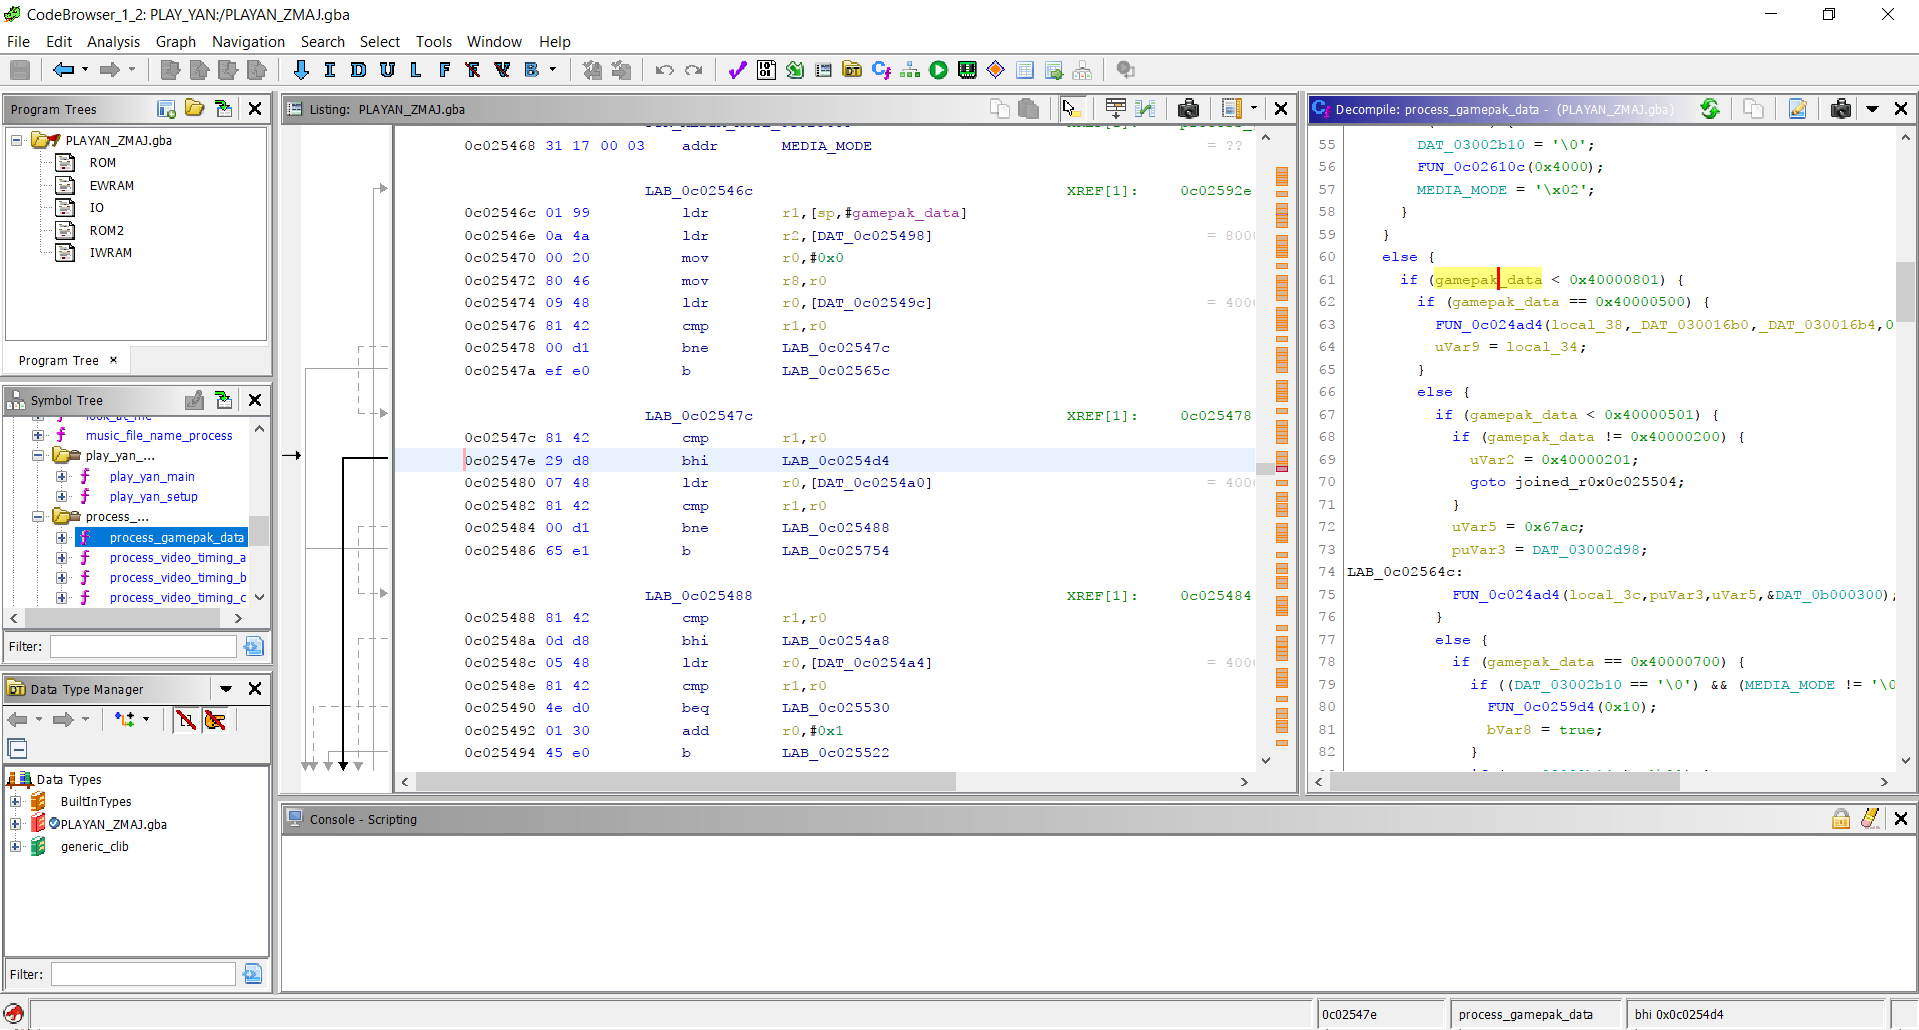 CodeBrowser_1_2: PLAY_YAN:/PLAYAN_ZMAJ.gba
File Edit Analysis Graph Navigation Search Select Tools Window Help
I D U L F B
Program Trees
PLAYAN_ZMAJ.gba
ROM
EWRAM
IO
ROM2
IWRAM
Program Tree ×
Symbol Tree
music_file_name_process
play_yan_...
play_yan_main
play_yan_setup
process_...
process_gamepak_data
process_video_timing_a
process_video_timing_b
process_video_timing_c
Filter:
Data Type Manager
Data Types
BuiltInTypes
PLAYAN_ZMAJ.gba
generic_clib
Filter:
Listing: PLAYAN_ZMAJ.gba
0c025468 31 17 00 03 addr MEDIA_MODE = ??
LAB_0c02546c XREF[1]: 0c02592e
0c02546c 01 99 ldr r1,[sp,#gamepak_data]
0c02546e 0a 4a ldr r2,[DAT_0c025498] = 800
0c025470 00 20 mov r0,#0x0
0c025472 80 46 mov r8,r0
0c025474 09 48 ldr r0,[DAT_0c02549c] = 400
0c025476 81 42 cmp r1,r0
0c025478 00 d1 bne LAB_0c02547c
0c02547a ef e0 b LAB_0c02565c
LAB_0c02547c XREF[1]: 0c025478
0c02547c 81 42 cmp r1,r0
0c02547e 29 d8 bhi LAB_0c0254d4
0c025480 07 48 ldr r0,[DAT_0c0254a0] = 400
0c025482 81 42 cmp r1,r0
0c025484 00 d1 bne LAB_0c025488
0c025486 65 e1 b LAB_0c025754
LAB_0c025488 XREF[1]: 0c025484
0c025488 81 42 cmp r1,r0
0c02548a 0d d8 bhi LAB_0c0254a8
0c02548c 05 48 ldr r0,[DAT_0c0254a4] = 400
0c02548e 81 42 cmp r1,r0
0c025490 4e d0 beq LAB_0c025530
0c025492 01 30 add r0,#0x1
0c025494 45 e0 b LAB_0c025522
Decompile: process_gamepak_data - (PLAYAN_ZMAJ.gba)
55 DAT_03002b10 = '\0';
56 FUN_0c02610c(0x4000);
57 MEDIA_MODE = '\x02';
58 }
59 }
60 else {
61 if (gamepak_data < 0x40000801) {
62 if (gamepak_data == 0x40000500) {
63 FUN_0c024ad4(local_38,_DAT_030016b0,_DAT_030016b4,0
64 uVar9 = local_34;
65 }
66 else {
67 if (gamepak_data < 0x40000501) {
68 if (gamepak_data != 0x40000200) {
69 uVar2 = 0x40000201;
70 goto joined_r0x0c025504;
71 }
72 uVar5 = 0x67ac;
73 puVar3 = DAT_03002d98;
74 LAB_0c02564c:
75 FUN_0c024ad4(local_3c,puVar3,uVar5,&DAT_0b000300);
76 }
77 else {
78 if (gamepak_data == 0x40000700) {
79 if ((DAT_03002b10 == '\0') && (MEDIA_MODE != '\0
80 FUN_0c0259d4(0x10);
81 bVar8 = true;
82 }
Console - Scripting
0c02547e process_gamepak_data bhi 0x0c0254d4